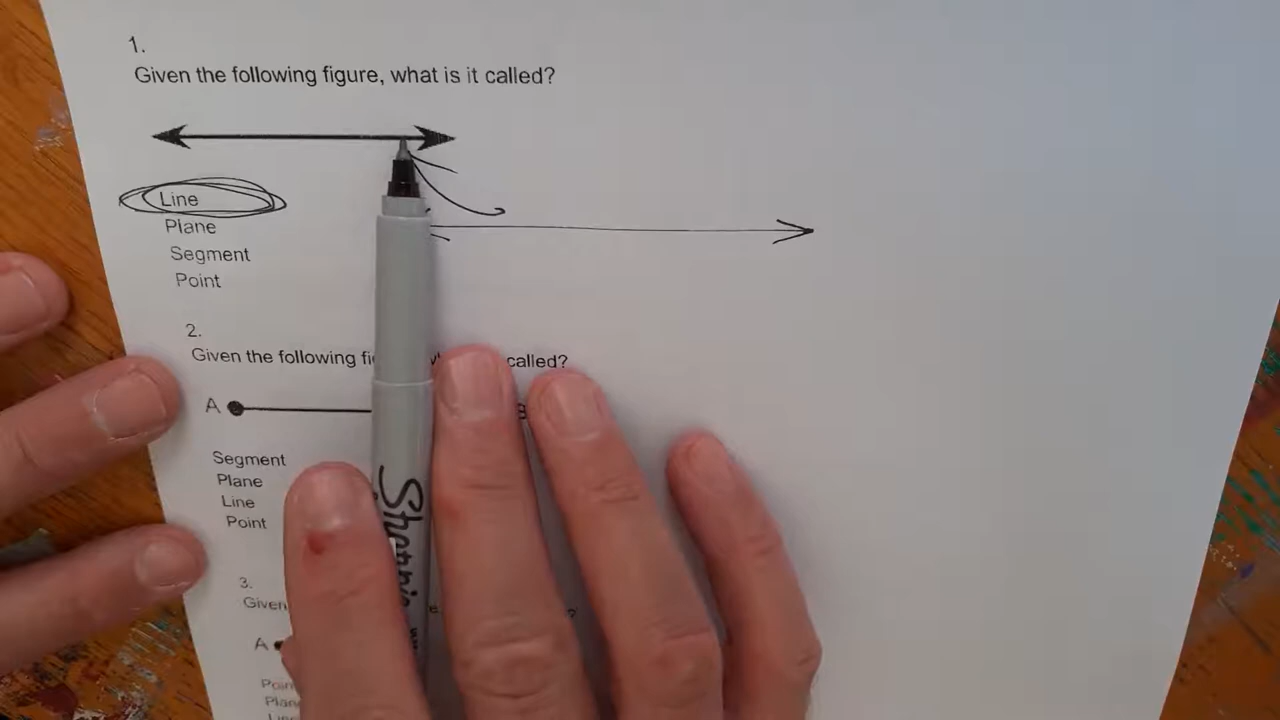 1.
Given the following figure, what is it called?
Line
Plane
Segment
Point
2.
Given the following called?
A
Segment
Plane
Line
Point
3.
Given
A
Sharpie